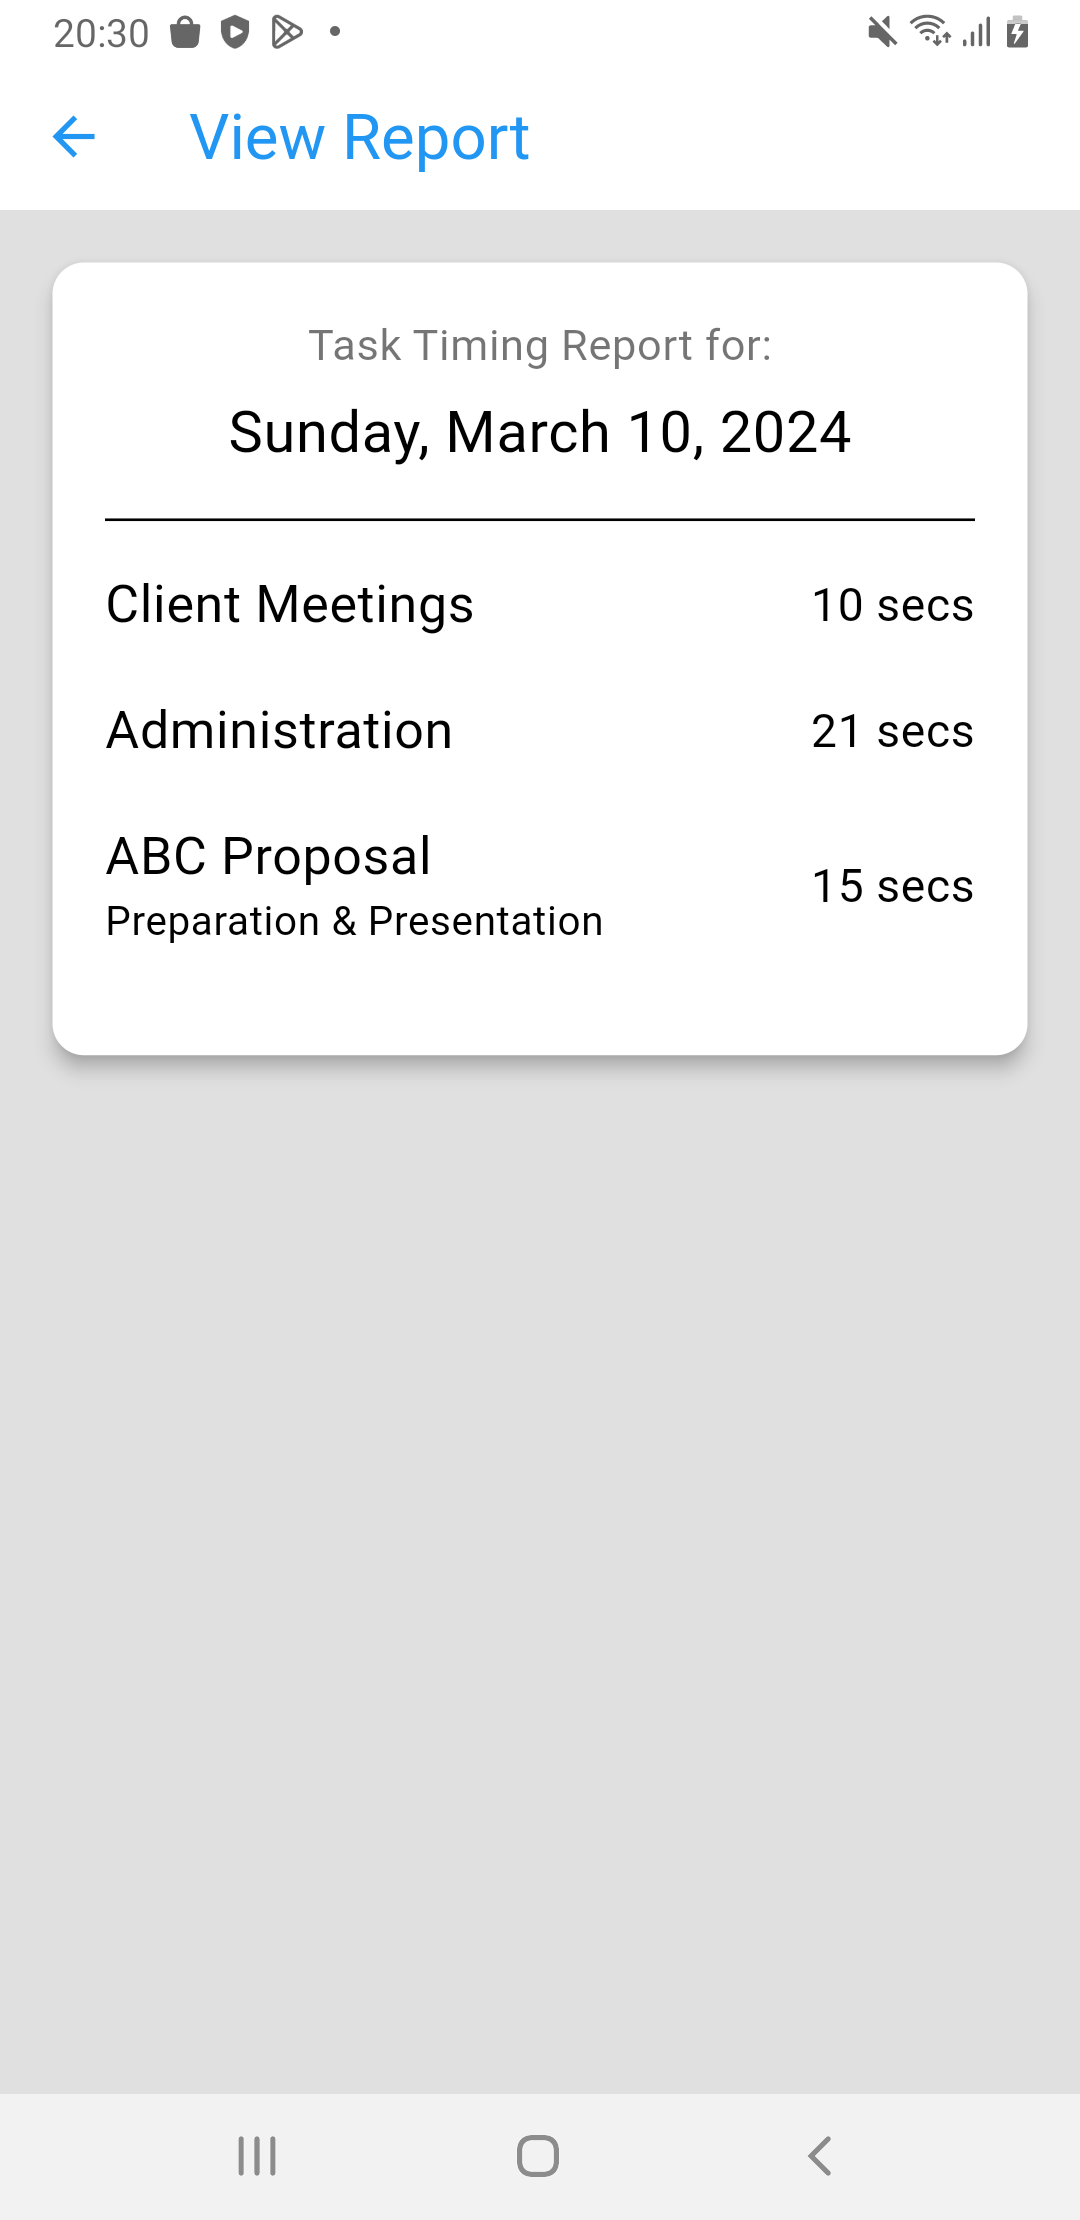 20:30
View Report
Task Timing Report for:
Sunday, March 10, 2024
Client Meetings 10 secs
Administration 21 secs
ABC Proposal
Preparation & Presentation 15 secs